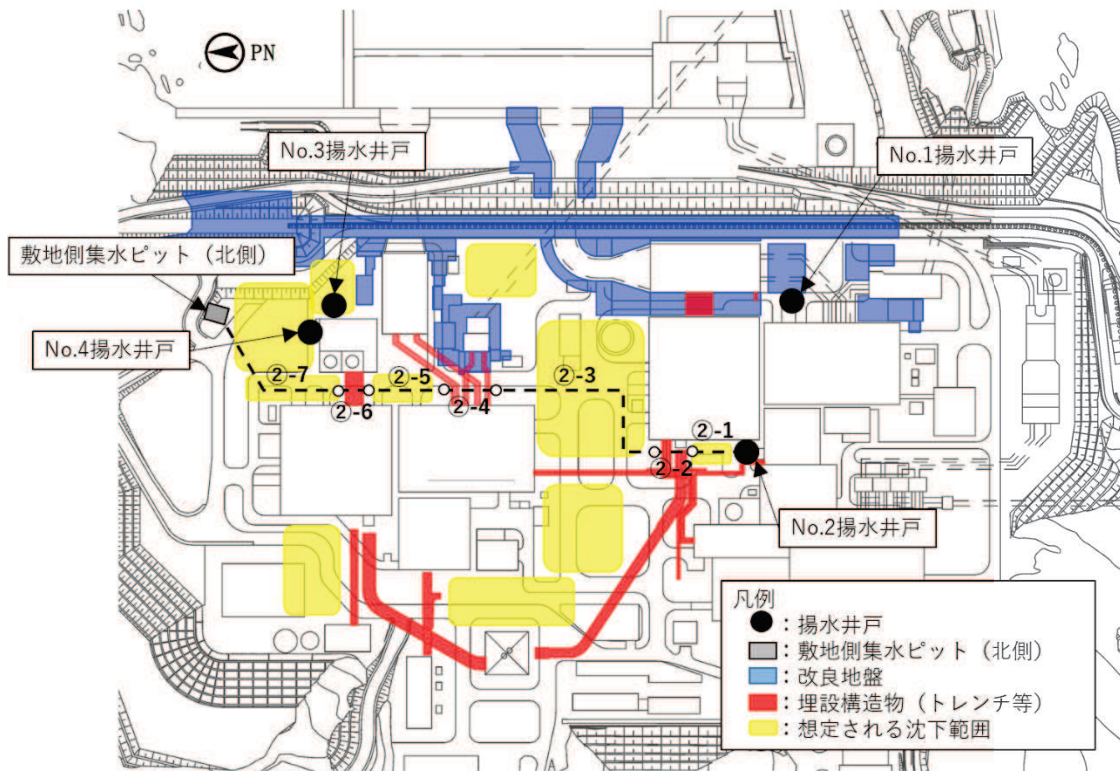 PN
No.3揚水井戸
No.1揚水井戸
敷地側集水ピット（北側）
No.4揚水井戸
②-7
②-5
②-3
②-6
②-4
②-1
②-2
No.2揚水井戸
凡例
：揚水井戸
：敷地側集水ピット（北側）
：改良地盤
：埋設構造物（トレンチ等）
：想定される沈下範囲